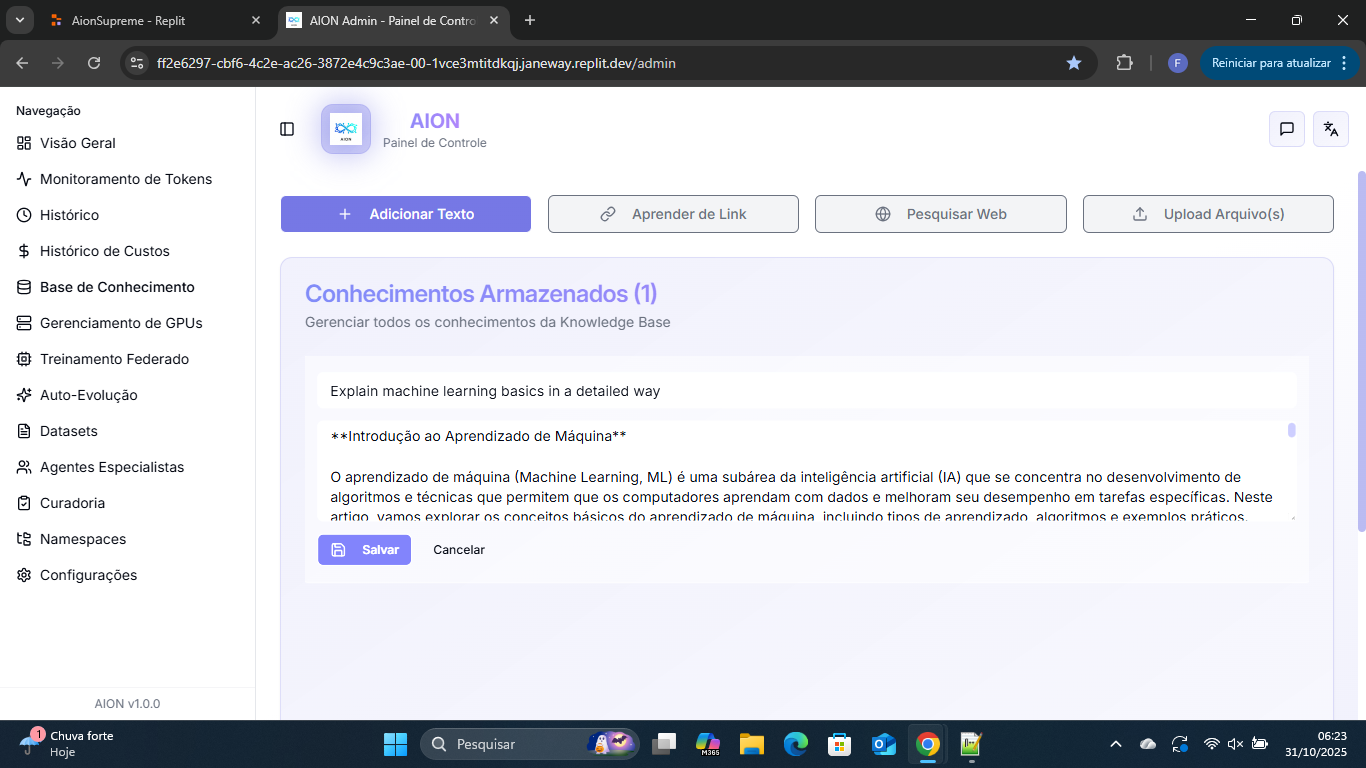 AionSupreme - Replit
AION Admin - Painel de Contro
ff2e6297-cbf6-4c2e-ac26-3872e4c9c3ae-00-1vce3mtitdkqj.janeway.replit.dev/admin
F
Reiniciar para atualizar
Navegação
Visão Geral
Monitoramento de Tokens
Histórico
Histórico de Custos
Base de Conhecimento
Gerenciamento de GPUs
Treinamento Federado
Auto-Evolução
Datasets
Agentes Especialistas
Curadoria
Namespaces
Configurações
AION v1.0.0
AION
AION
Painel de Controle
Adicionar Texto
Aprender de Link
Pesquisar Web
Upload Arquivo(s)
Conhecimentos Armazenados (1)
Gerenciar todos os conhecimentos da Knowledge Base
Explain machine learning basics in a detailed way
**Introdução ao Aprendizado de Máquina**
O aprendizado de máquina (Machine Learning, ML) é uma subárea da inteligência artificial (IA) que se concentra no desenvolvimento de
algoritmos e técnicas que permitem que os computadores aprendam com dados e melhoram seu desempenho em tarefas específicas. Neste
artigo, vamos explorar os conceitos básicos do aprendizado de máquina, incluindo tipos de aprendizado, algoritmos e exemplos práticos.
Salvar
Cancelar
1
Chuva forte
Hoje
Pesquisar
M365
06:23
31/10/2025